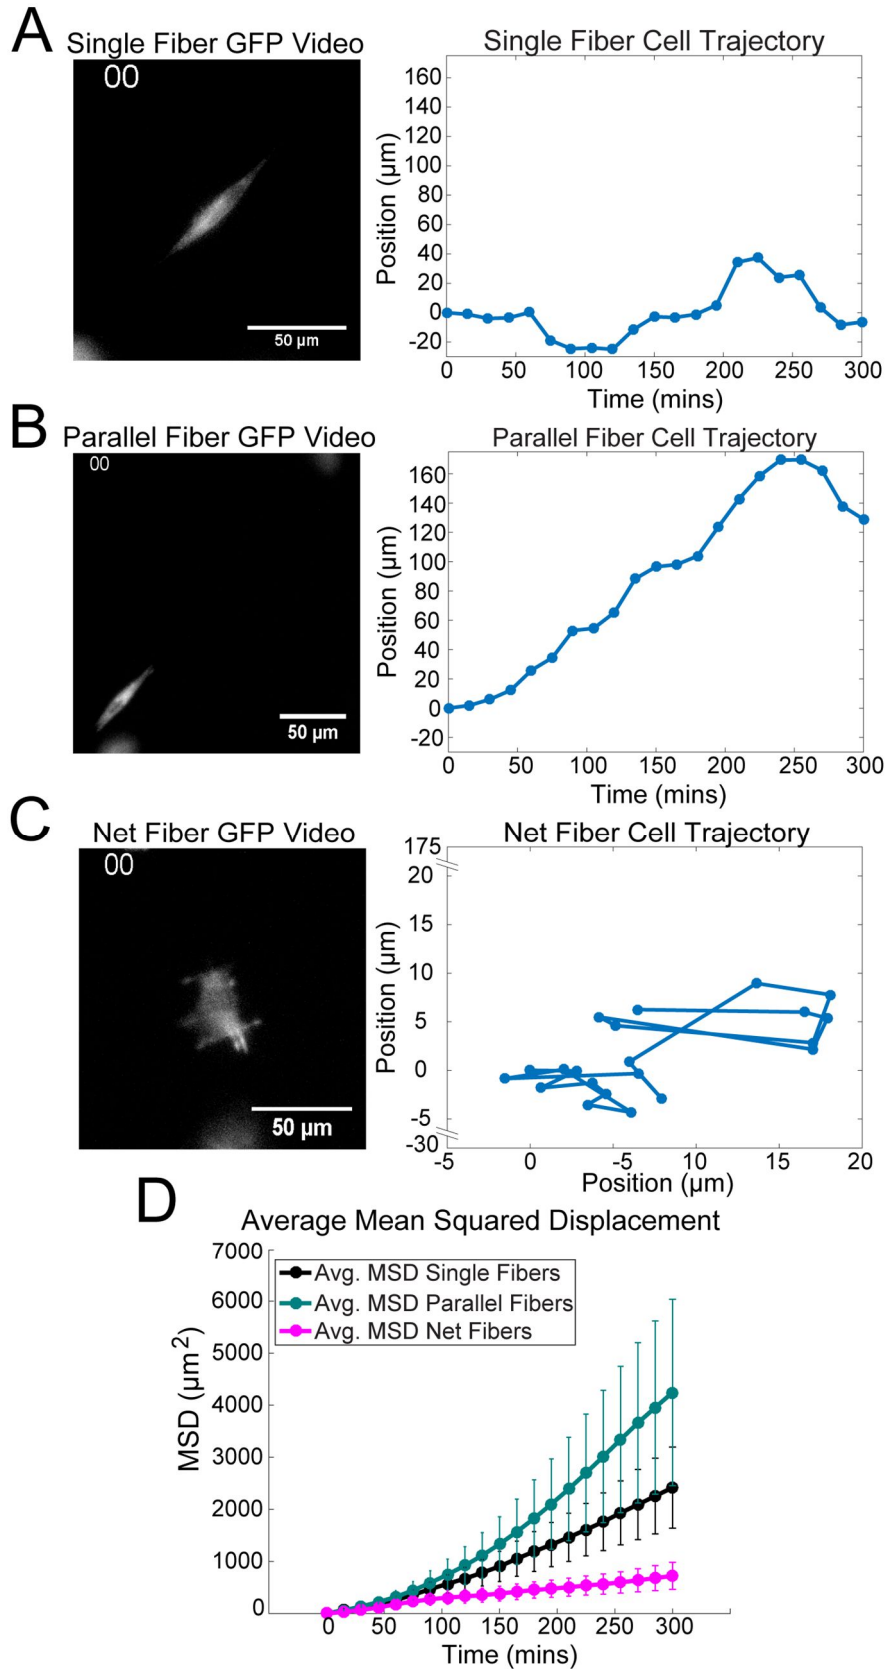 A
Single Fiber GFP Video
00
50 µm
Single Fiber Cell Trajectory
Position (µm)
160
140
120
100
80
60
40
20
0
-20
0 50 100 150 200 250 300
Time (mins)
B
Parallel Fiber GFP Video
00
50 µm
Parallel Fiber Cell Trajectory
Position (µm)
160
140
120
100
80
60
40
20
0
-20
0 50 100 150 200 250 300
Time (mins)
C
Net Fiber GFP Video
00
50 µm
Net Fiber Cell Trajectory
Position (µm)
175
20
15
10
5
0
-5
-30
-5 0 -5 10 15 20
Position (µm)
D
Average Mean Squared Displacement
MSD (µm²)
7000
6000
5000
4000
3000
2000
1000
0
Avg. MSD Single Fibers
Avg. MSD Parallel Fibers
Avg. MSD Net Fibers
0 50 100 150 200 250 300
Time (mins)